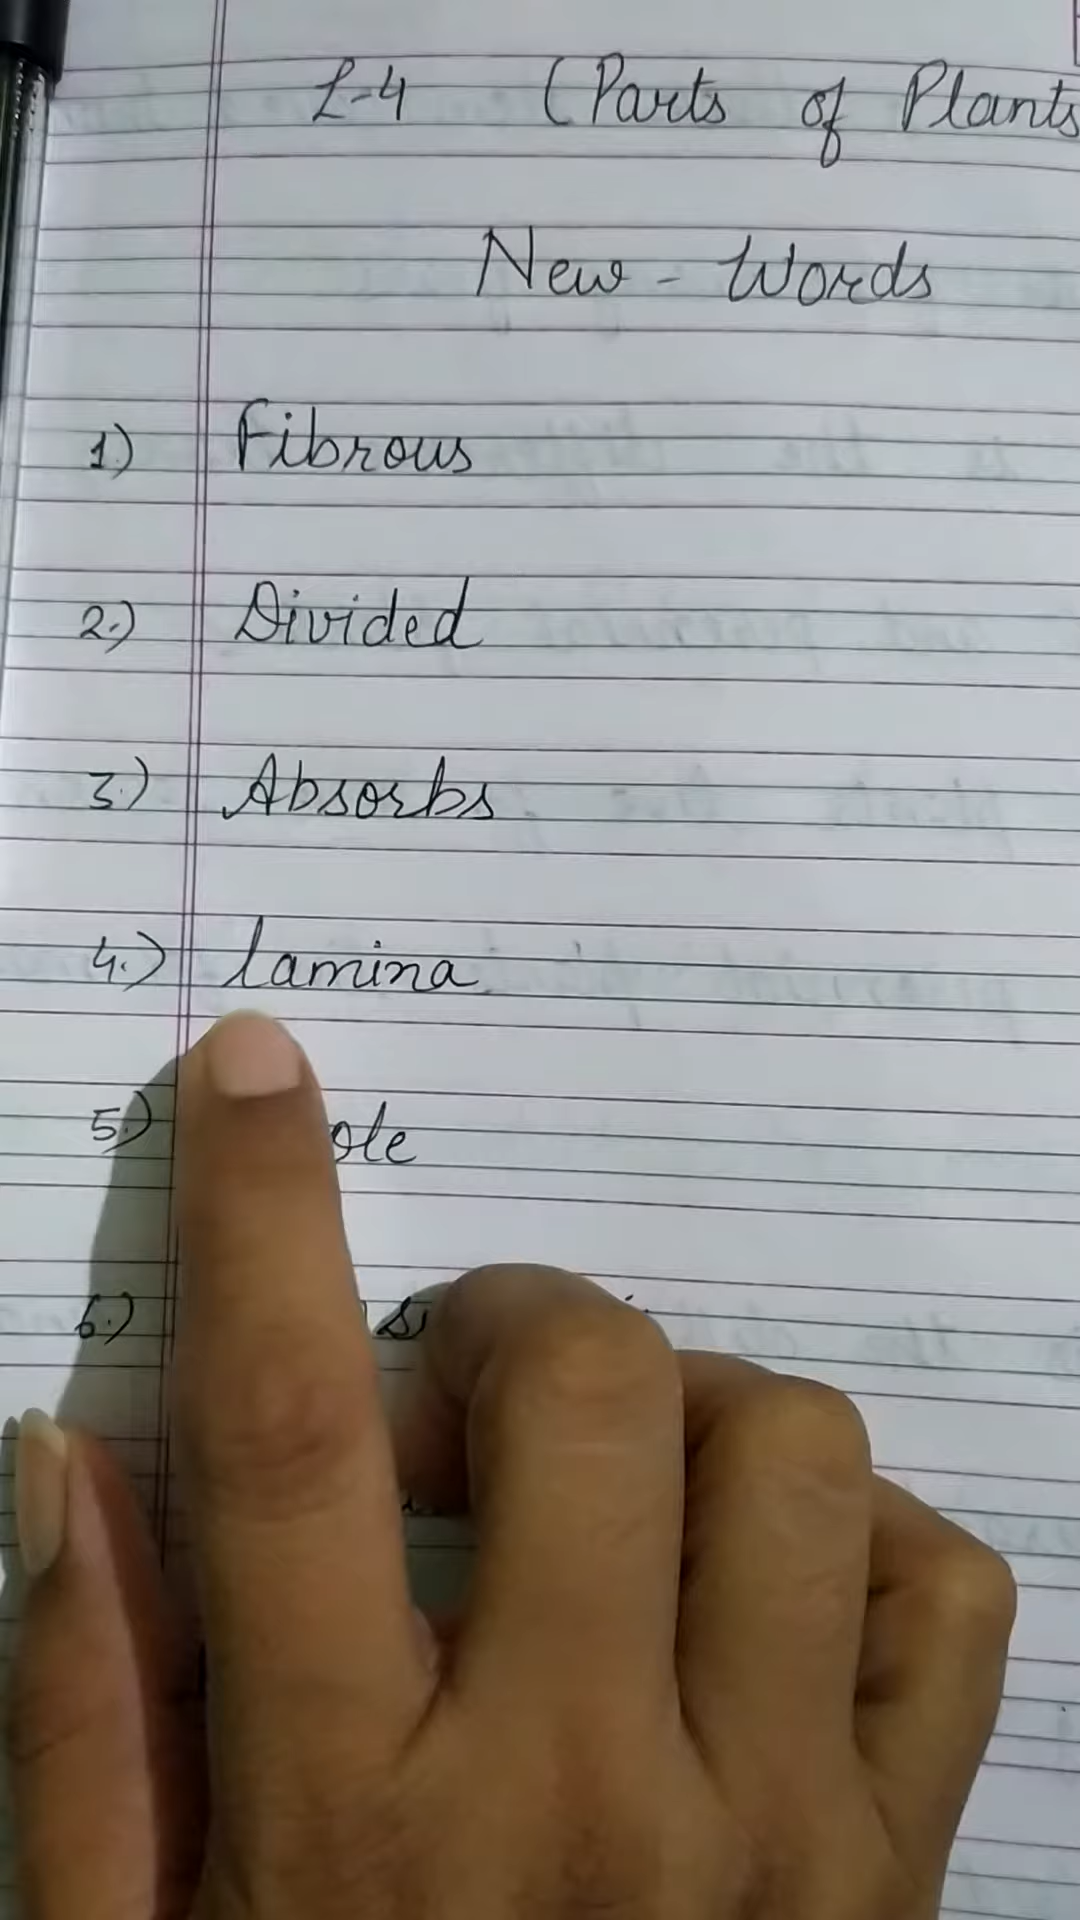 L-4 (Parts of Plants
New - Words
1) Fibrous
2.) Divided
3.) Absorbs
4.) Lamina
5.)
6.)